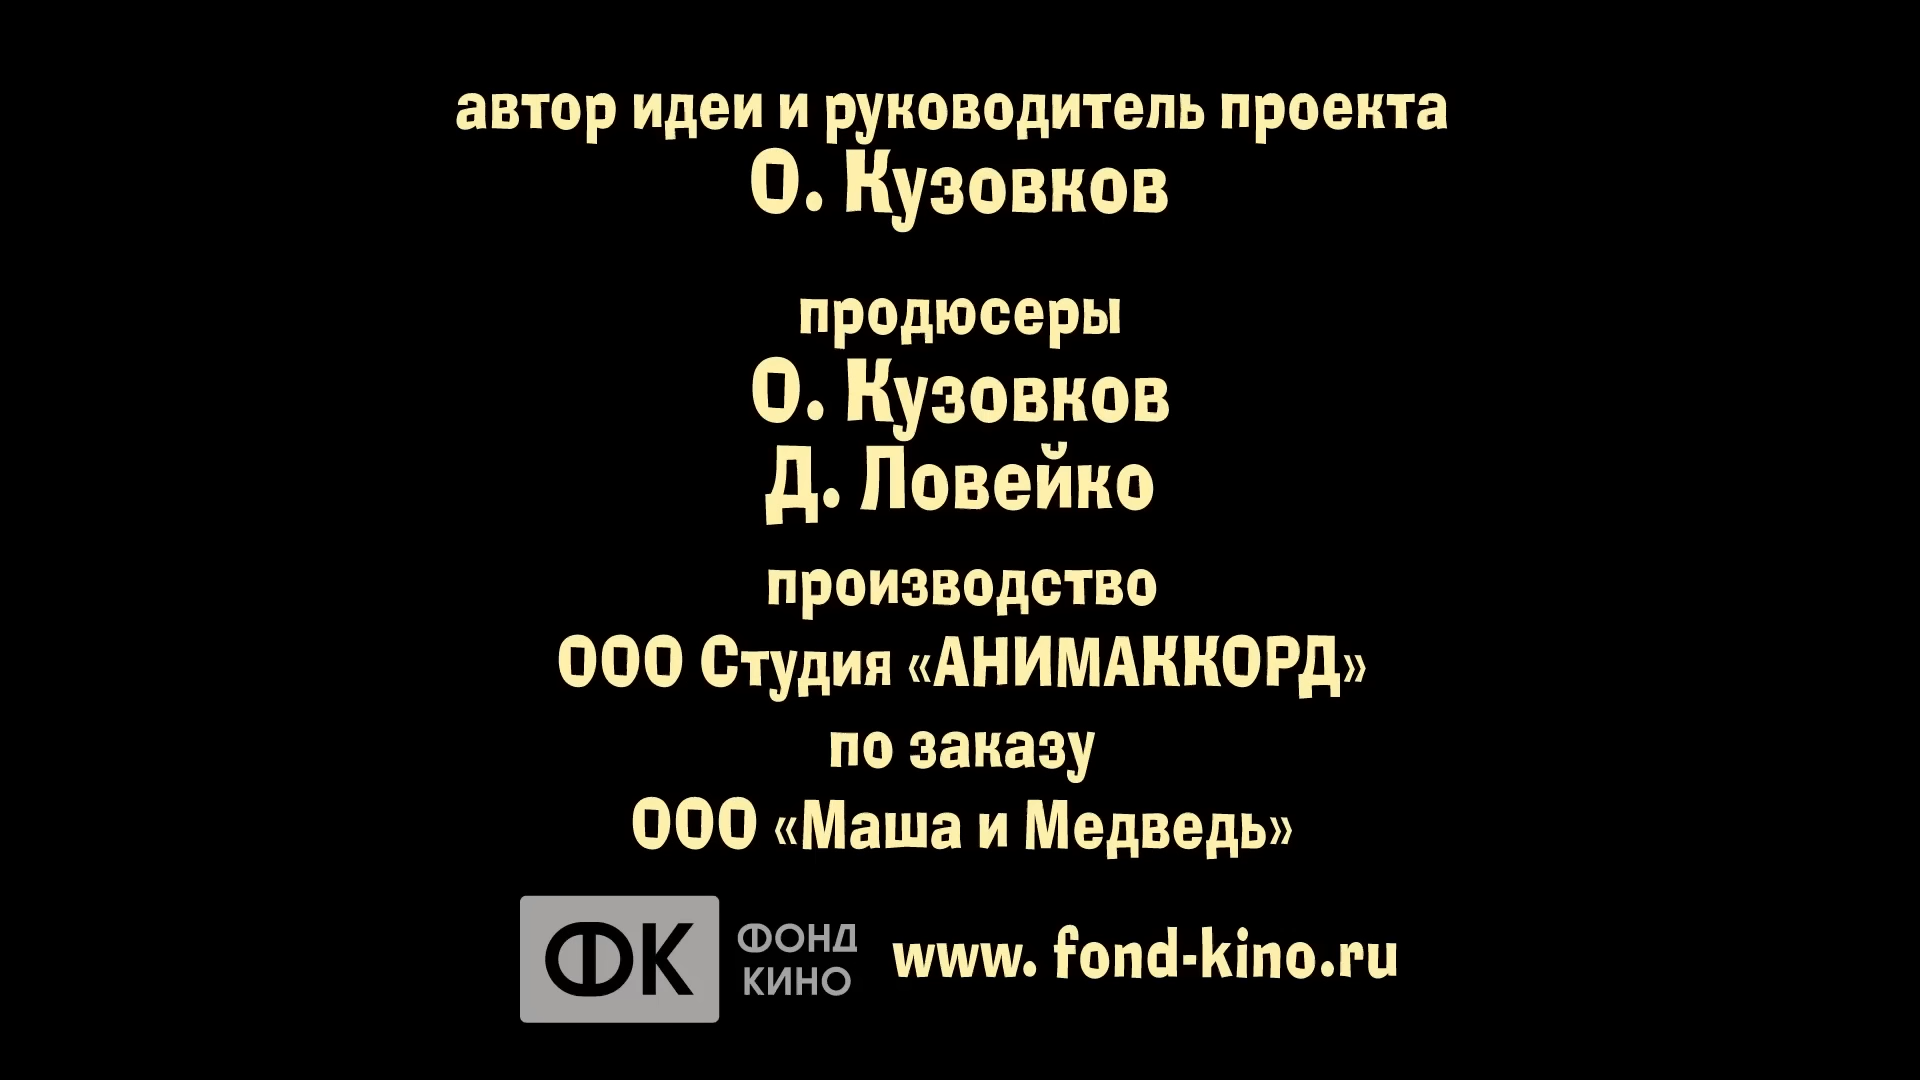 автор идеи и руководитель проекта
О. Кузовков
продюсеры
О. Кузовков
Д. Ловейко
производство
ООО Студия «АНИМАККОРД»
по заказу
ООО «Маша и Медведь»
ФК ФОНД КИНО www. fond-kino.ru